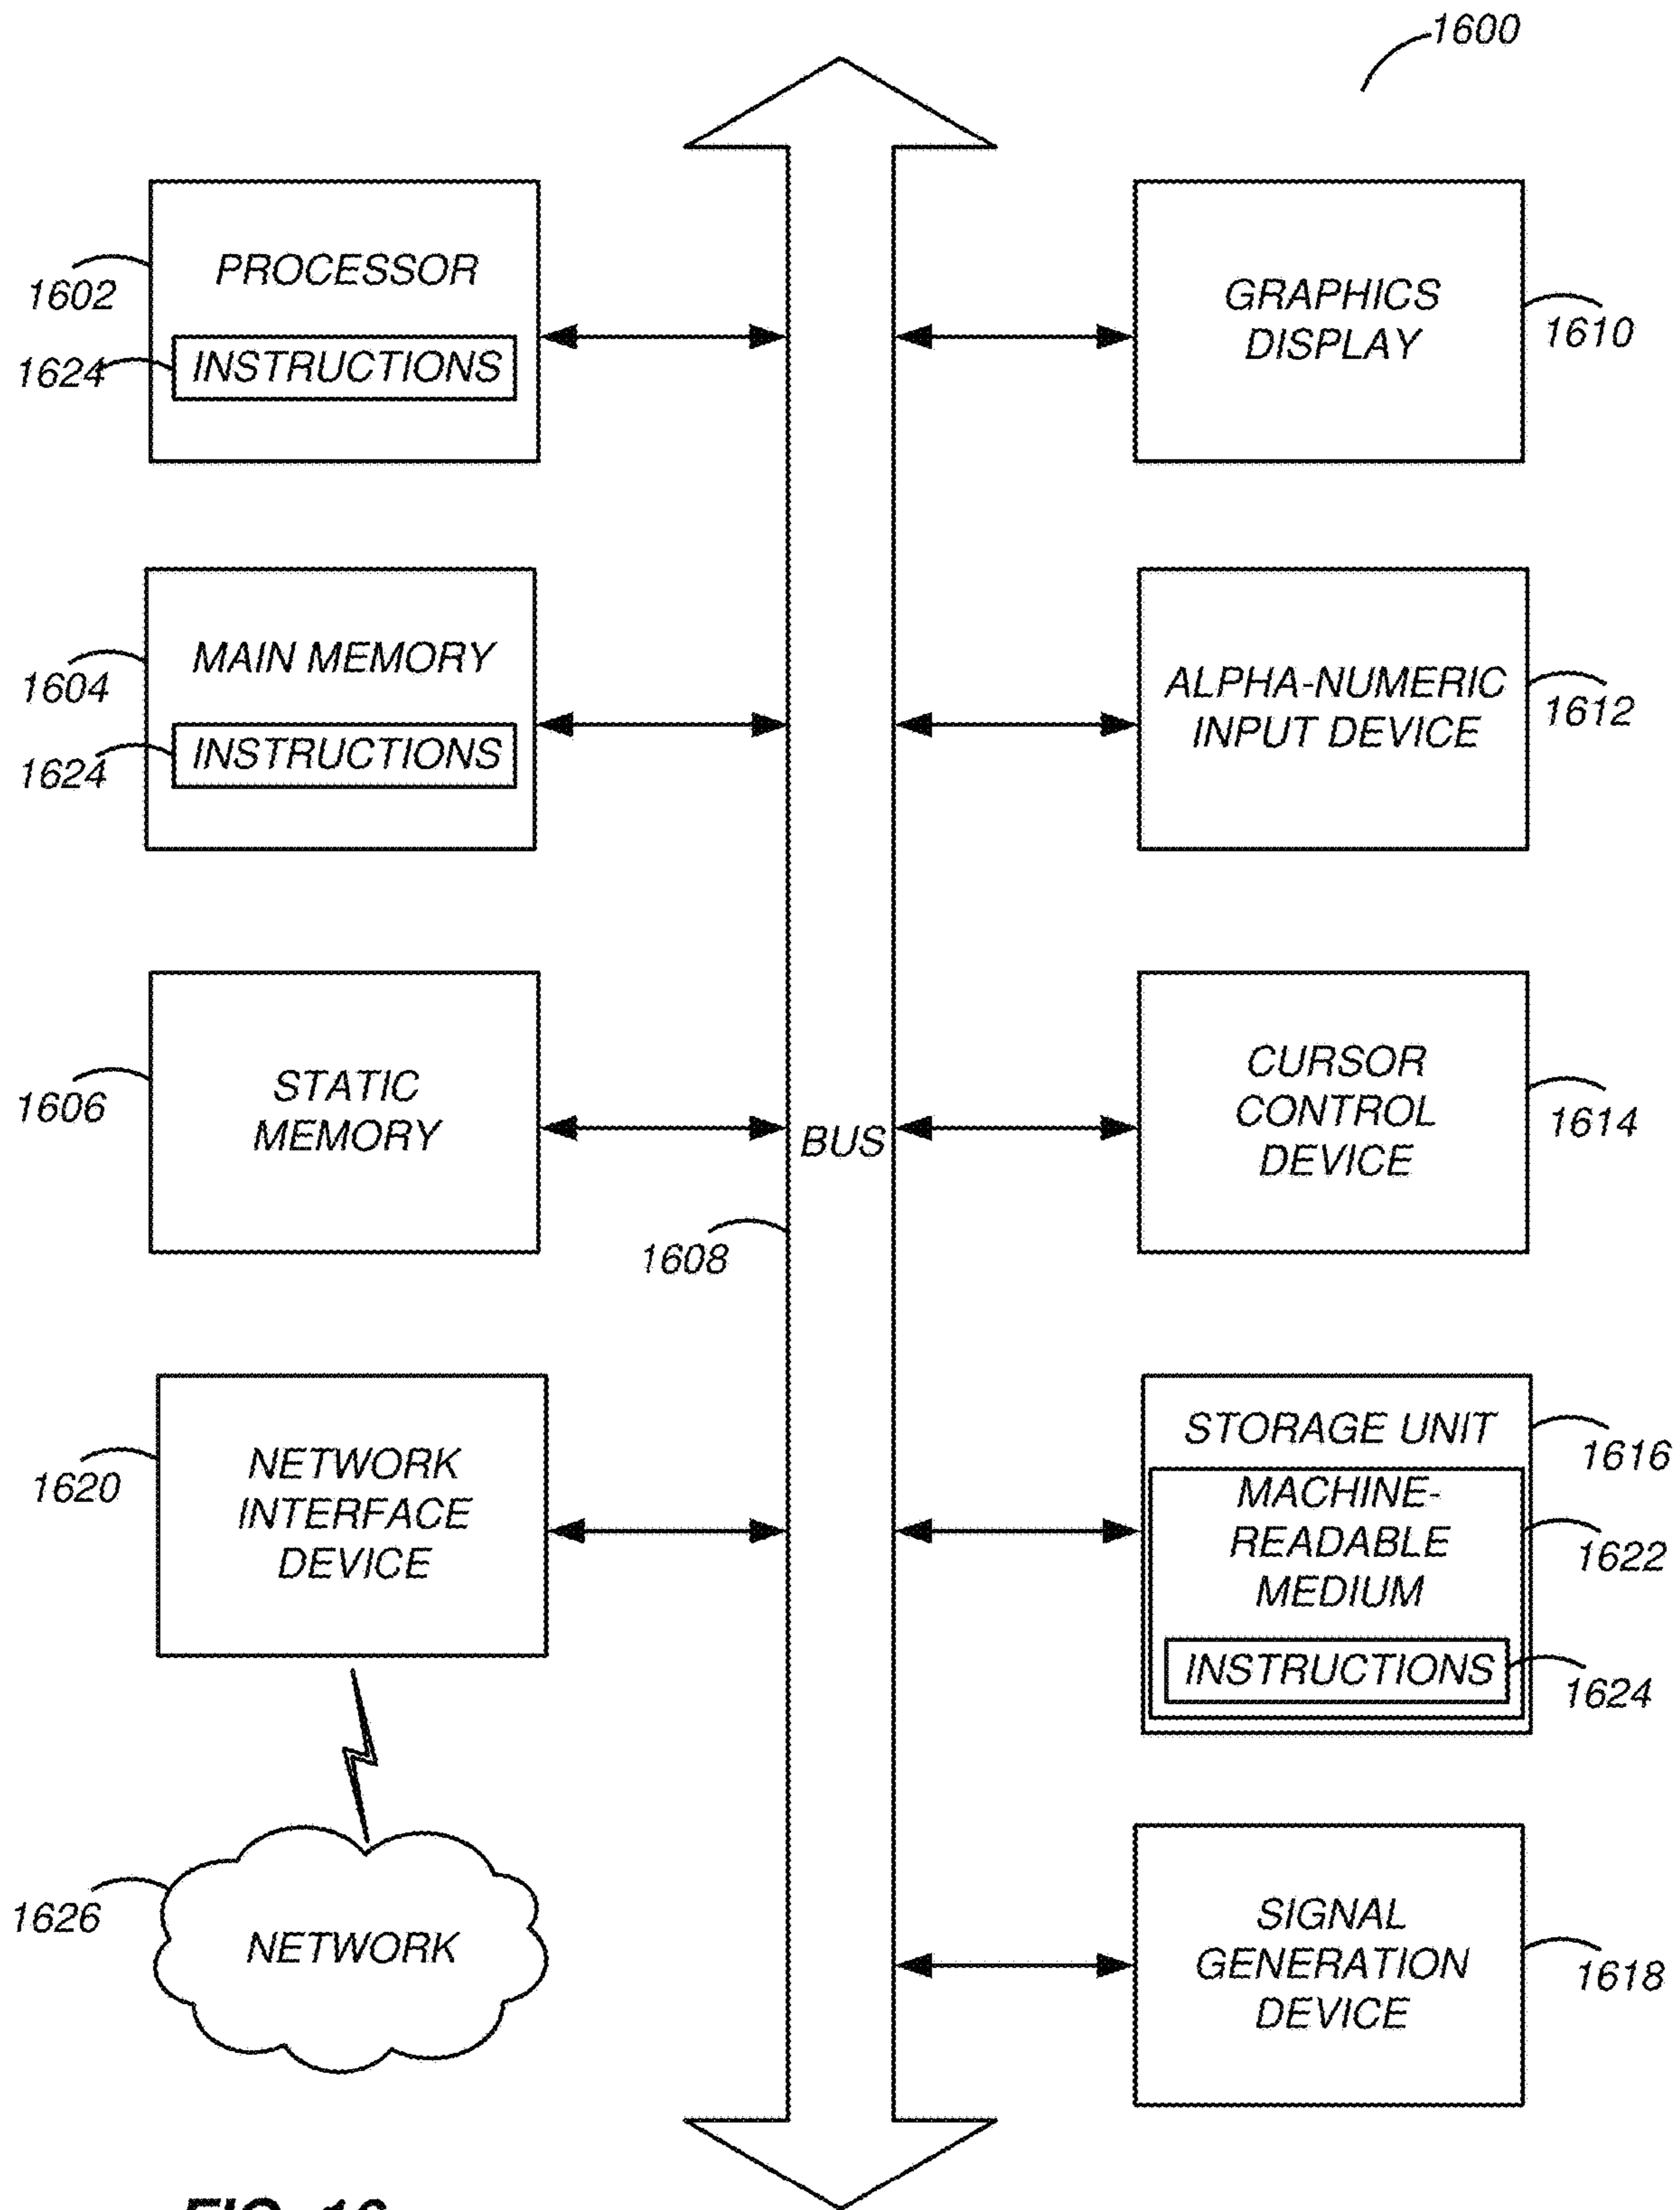 1600
PROCESSOR
1602
INSTRUCTIONS
1624
GRAPHICS
DISPLAY
1610
MAIN MEMORY
1604
INSTRUCTIONS
1624
ALPHA-NUMERIC
INPUT DEVICE
1612
STATIC
MEMORY
1606
BUS
1608
CURSOR
CONTROL
DEVICE
1614
NETWORK
INTERFACE
DEVICE
1620
STORAGE UNIT
1616
MACHINE-
READABLE
MEDIUM
1622
INSTRUCTIONS
1624
NETWORK
1626
SIGNAL
GENERATION
DEVICE
1618
FIG. 16